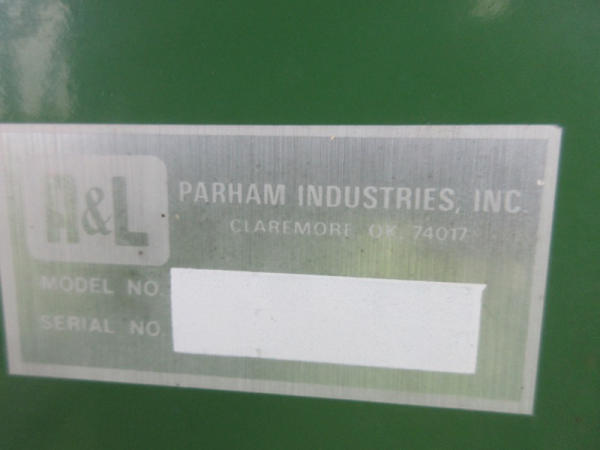 A&L
PARHAM INDUSTRIES, INC.
CLAREMORE, OK. 74017
MODEL NO.
SERIAL NO.